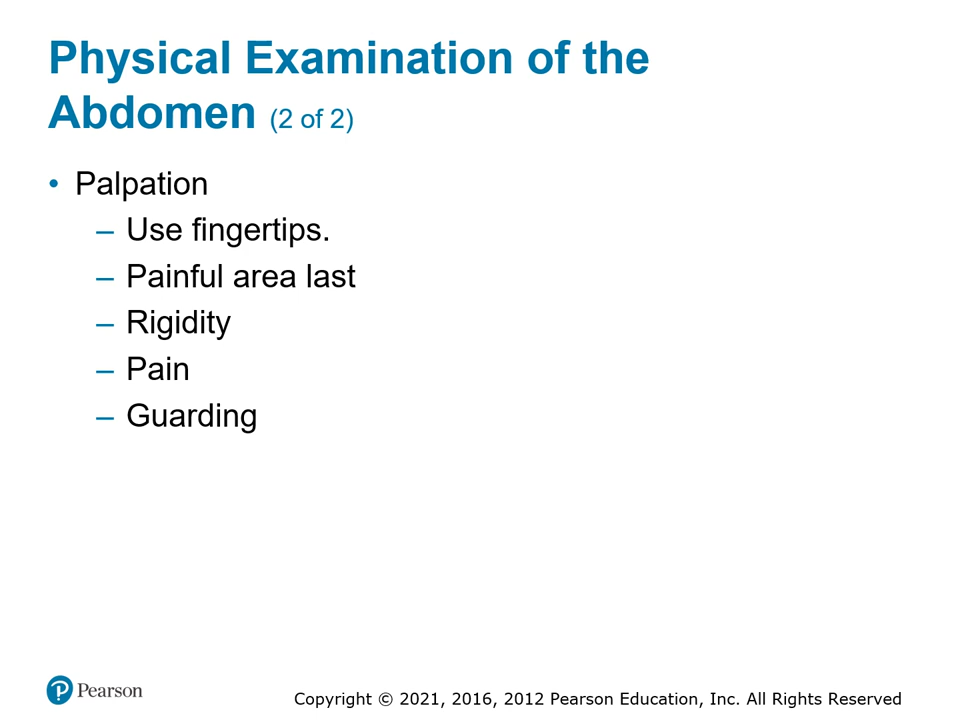 Physical Examination of the
Abdomen (2 of 2)
• Palpation
– Use fingertips.
– Painful area last
– Rigidity
– Pain
– Guarding
Pearson
Copyright © 2021, 2016, 2012 Pearson Education, Inc. All Rights Reserved